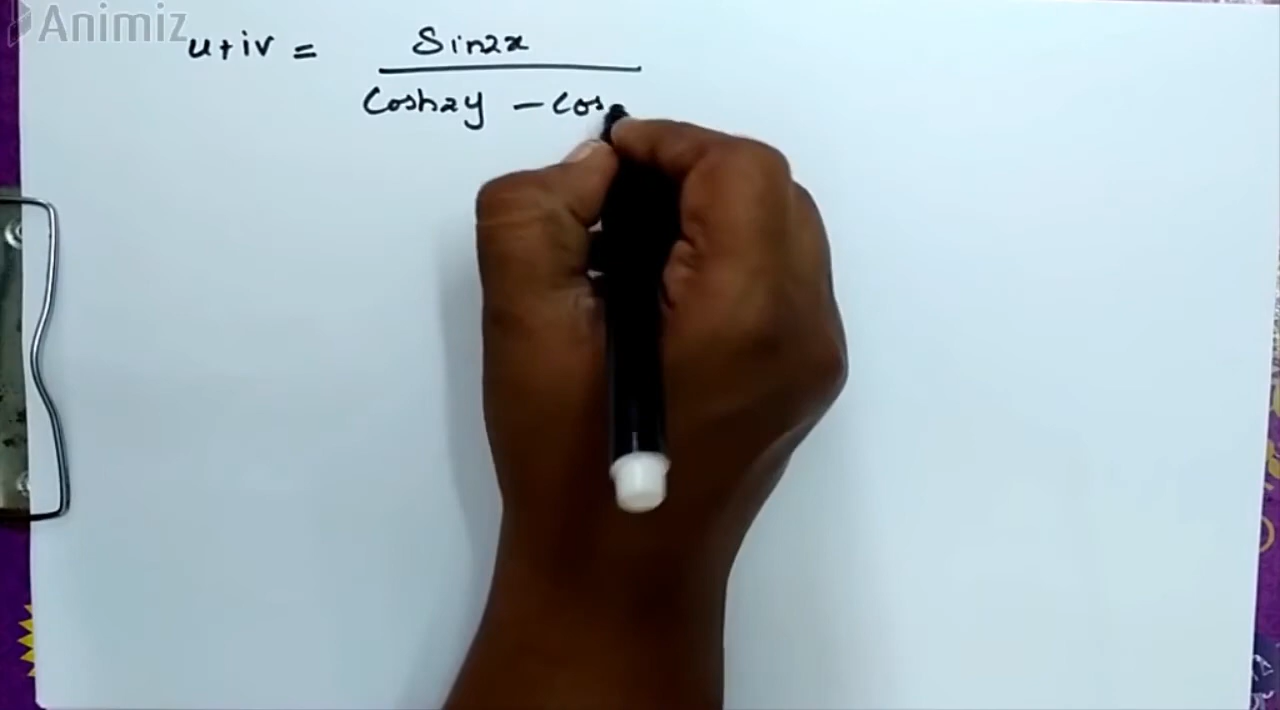 Animiz
u+iv = Sin2x
Cosh2y - Cos